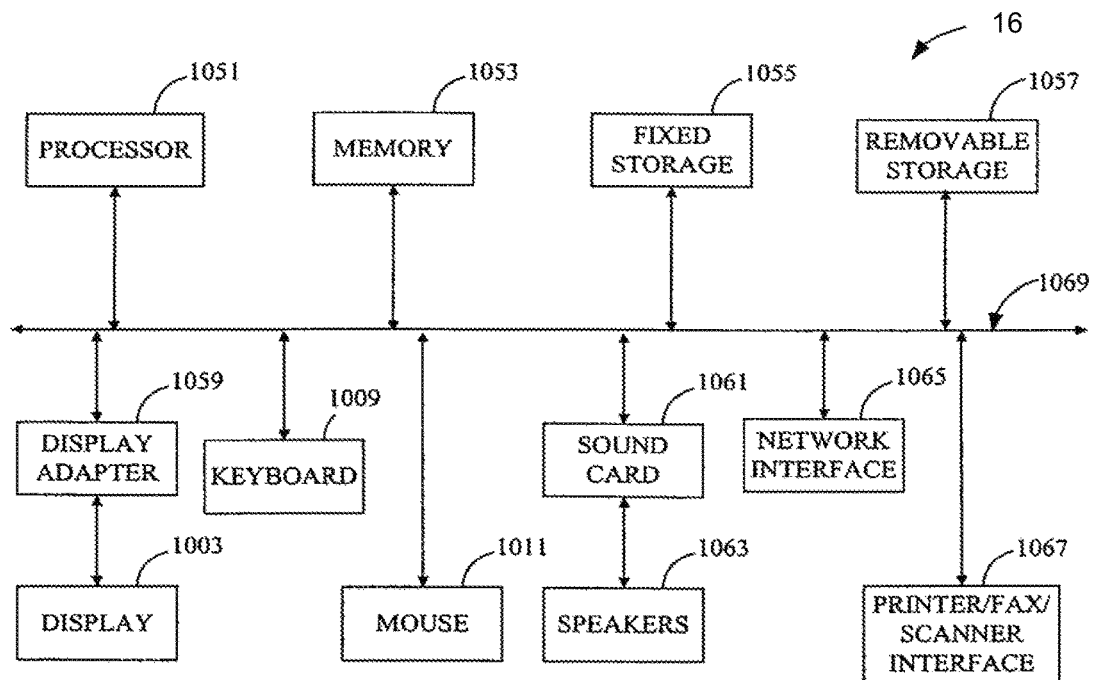 16
1051
1053
1055
1057
PROCESSOR
MEMORY
FIXED
STORAGE
REMOVABLE
STORAGE
1069
1059
1009
1061
1065
DISPLAY
ADAPTER
KEYBOARD
SOUND
CARD
NETWORK
INTERFACE
1003
1011
1063
1067
DISPLAY
MOUSE
SPEAKERS
PRINTER/FAX/
SCANNER
INTERFACE